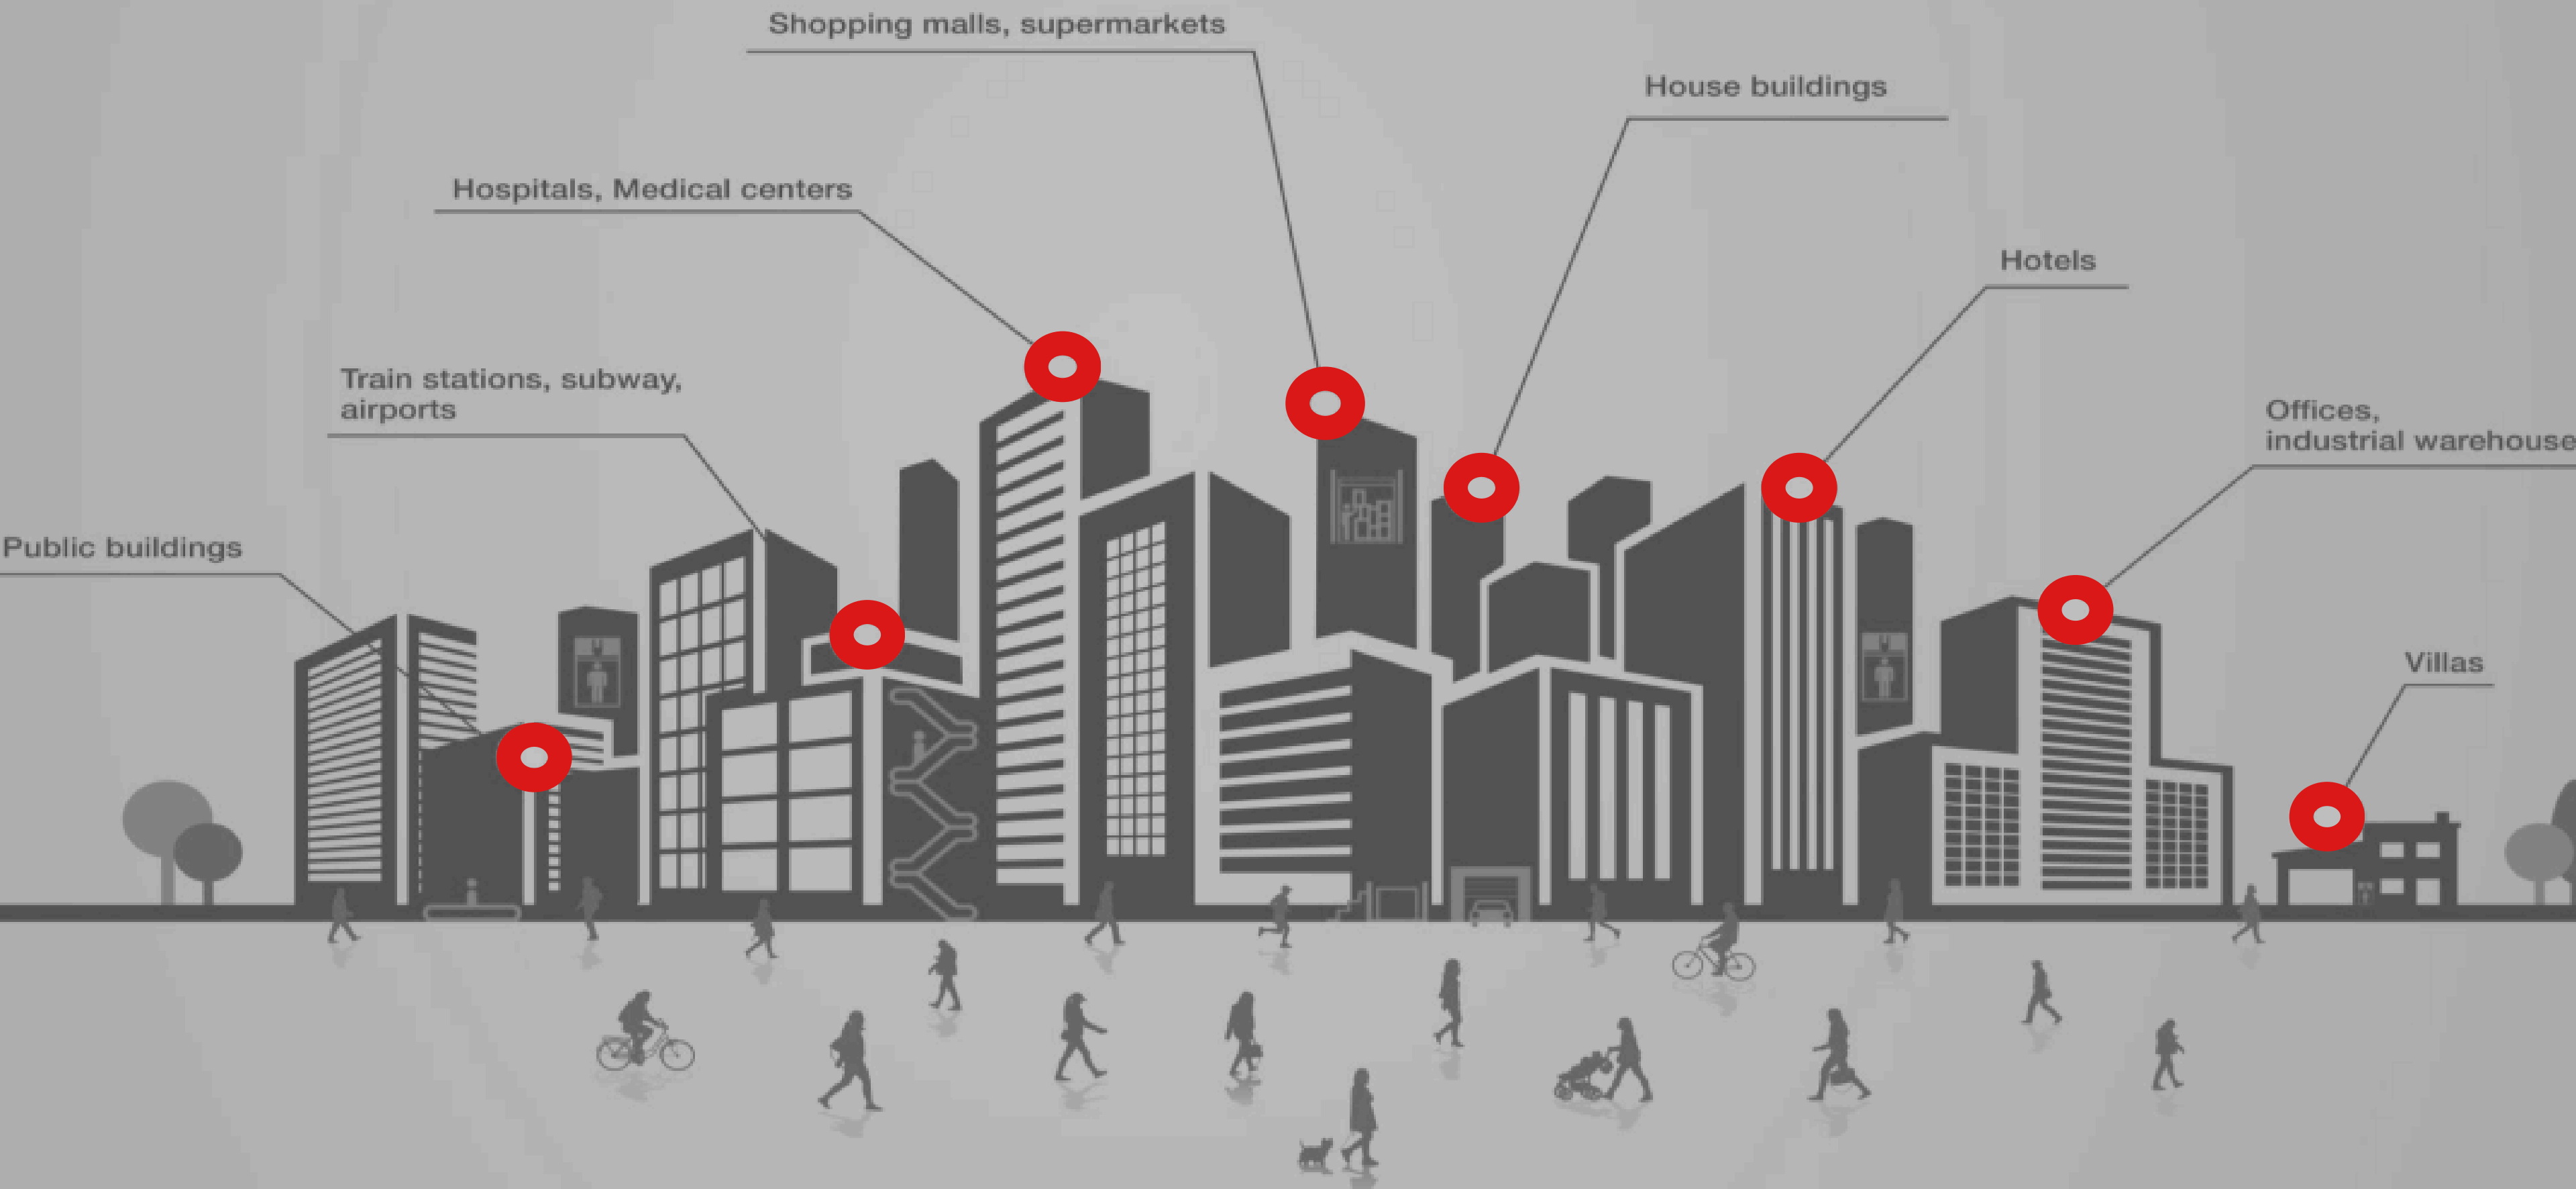 Shopping malls, supermarkets
House buildings
Hospitals, Medical centers
Hotels
Train stations, subway,
airports
Offices,
industrial warehouse
Public buildings
Villas